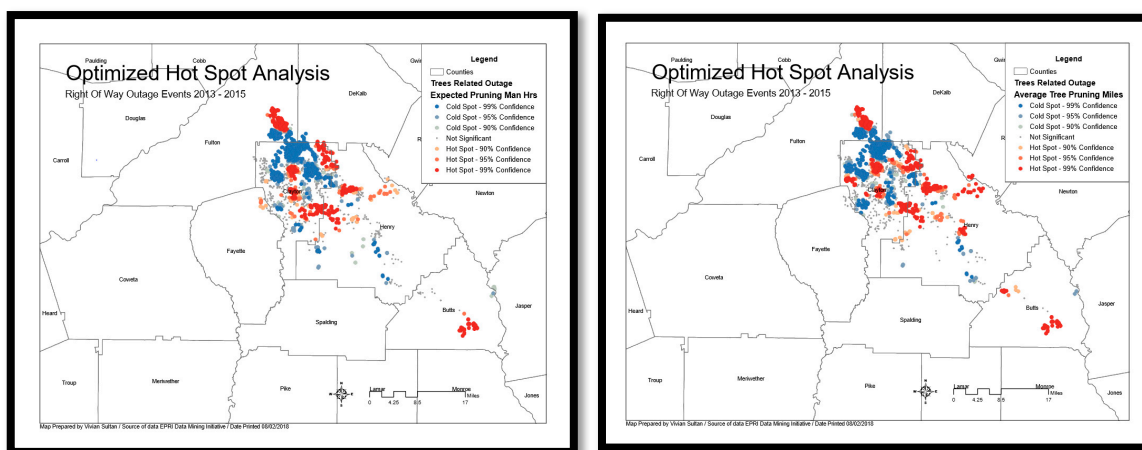 Optimized Hot Spot Analysis
Right Of Way Outage Events 2013 - 2015
Legend
Counties
Trees Related Outage
Expected Pruning Man Hrs
Cold Spot - 99% Confidence
Cold Spot - 95% Confidence
Cold Spot - 90% Confidence
Not Significant
Hot Spot - 90% Confidence
Hot Spot - 95% Confidence
Hot Spot - 99% Confidence
Paulding
Cobb
Gwi
DeKalb
Douglas
Fulton
R
Carroll
Newton
Clayton
Henry
Fayette
Coweta
Butts
Jasper
Heard
Spalding
Troup
Meriwether
Pike
Lamar
Monroe
Jones
Miles
0 4.25 8.5 17
Map Prepared by Vivian Sultan / Source of data EPRI Data Mining Initiative / Date Printed 08/02/2018
Optimized Hot Spot Analysis
Right Of Way Outage Events 2013 - 2015
Legend
Counties
Trees Related Outage
Average Tree Pruning Miles
Cold Spot - 99% Confidence
Cold Spot - 95% Confidence
Cold Spot - 90% Confidence
Not Significant
Hot Spot - 90% Confidence
Hot Spot - 95% Confidence
Hot Spot - 99% Confidence
Paulding
Cobb
Gwi
DeKalb
Douglas
Fulton
R
Carroll
Newton
Clayton
Henry
Fayette
Coweta
Butts
Jasper
Heard
Spalding
Troup
Meriwether
Pike
Lamar
Monroe
Jones
Miles
0 4.25 8.5 17
Map Prepared by Vivian Sultan / Source of data EPRI Data Mining Initiative / Date Printed 08/02/2018